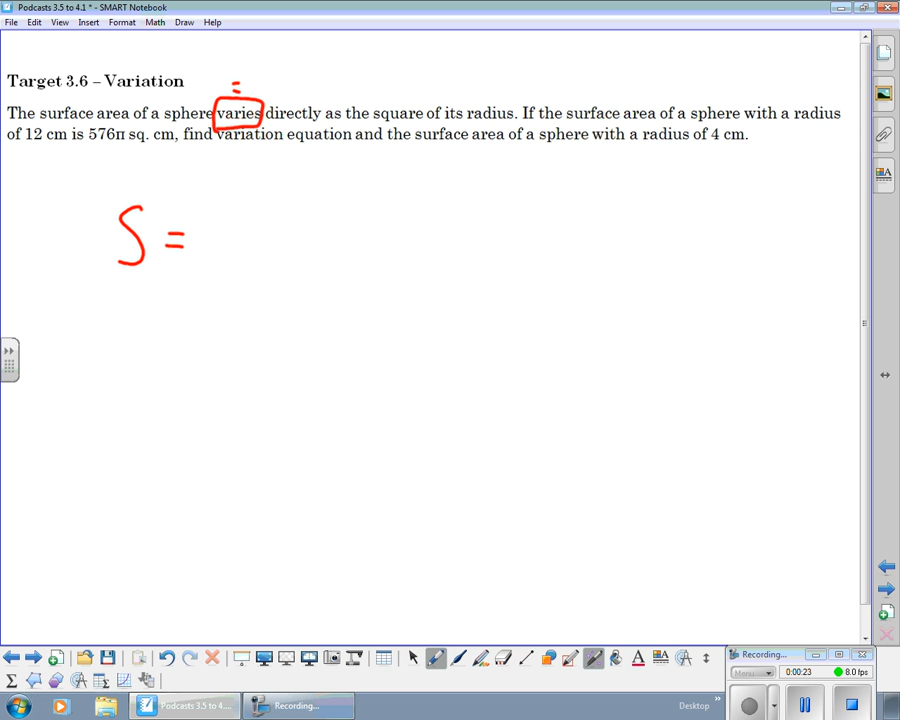 Podcasts 3.5 to 4.1 * - SMART Notebook
File Edit View Insert Format Math Draw Help
Target 3.6 – Variation
=
The surface area of a sphere varies directly as the square of its radius. If the surface area of a sphere with a radius
of 12 cm is 576π sq. cm, find variation equation and the surface area of a sphere with a radius of 4 cm.
S =
Recording...
Menu 0:00:23 8.0 fps
Podcasts 3.5 to 4.... Recording... Desktop